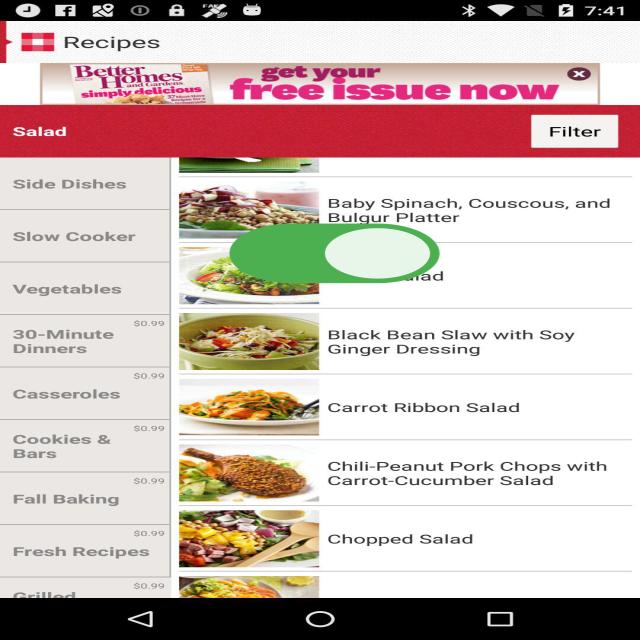 7:41
Recipes
Better
Homes
and Gardens
simply delicious
get your
free issue now
Salad
Filter
Side Dishes
Slow Cooker
Vegetables
$0.99
30-Minute
Dinners
$0.99
Casseroles
$0.99
Cookies &
Bars
$0.99
Fall Baking
$0.99
Fresh Recipes
$0.99
Grilled
Baby Spinach, Couscous, and
Bulgur Platter
Black Bean Slaw with Soy
Ginger Dressing
Carrot Ribbon Salad
Chili-Peanut Pork Chops with
Carrot-Cucumber Salad
Chopped Salad